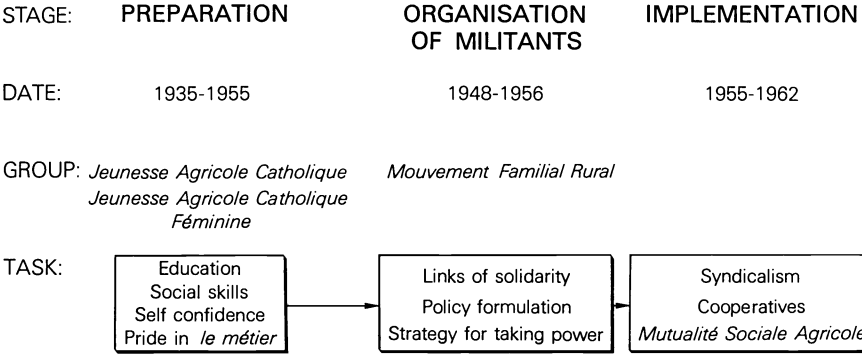 STAGE: PREPARATION ORGANISATION OF MILITANTS IMPLEMENTATION
DATE: 1935-1955 1948-1956 1955-1962
GROUP: Jeunesse Agricole Catholique Mouvement Familial Rural
Jeunesse Agricole Catholique
Féminine
TASK:
Education
Social skills
Self confidence
Pride in le métier
Links of solidarity
Policy formulation
Strategy for taking power
Syndicalism
Cooperatives
Mutualité Sociale Agricole